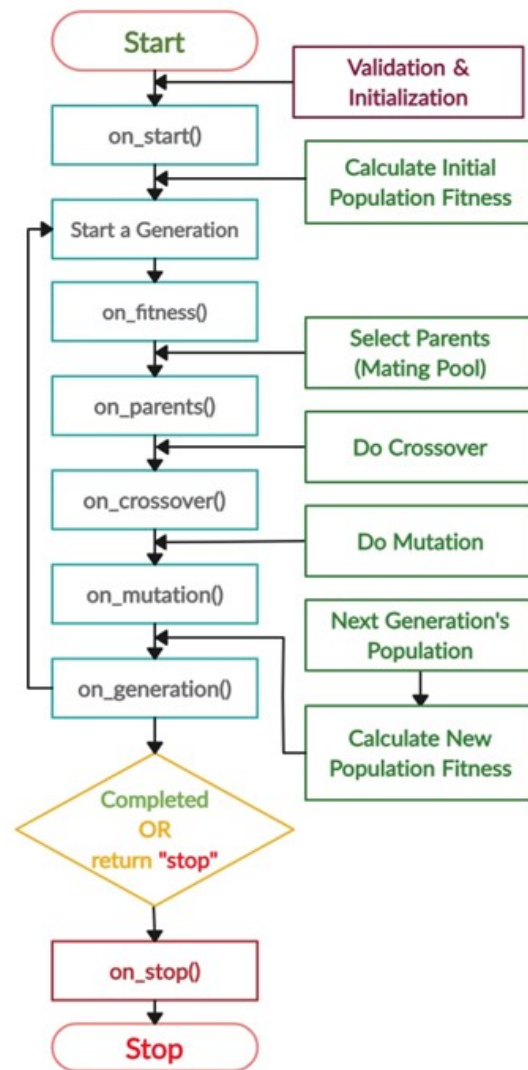 Start
Validation &
Initialization
on_start()
Calculate Initial
Population Fitness
Start a Generation
on_fitness()
Select Parents
(Mating Pool)
on_parents()
Do Crossover
on_crossover()
Do Mutation
on_mutation()
Next Generation's
Population
on_generation()
Calculate New
Population Fitness
Completed
OR
return "stop"
on_stop()
Stop